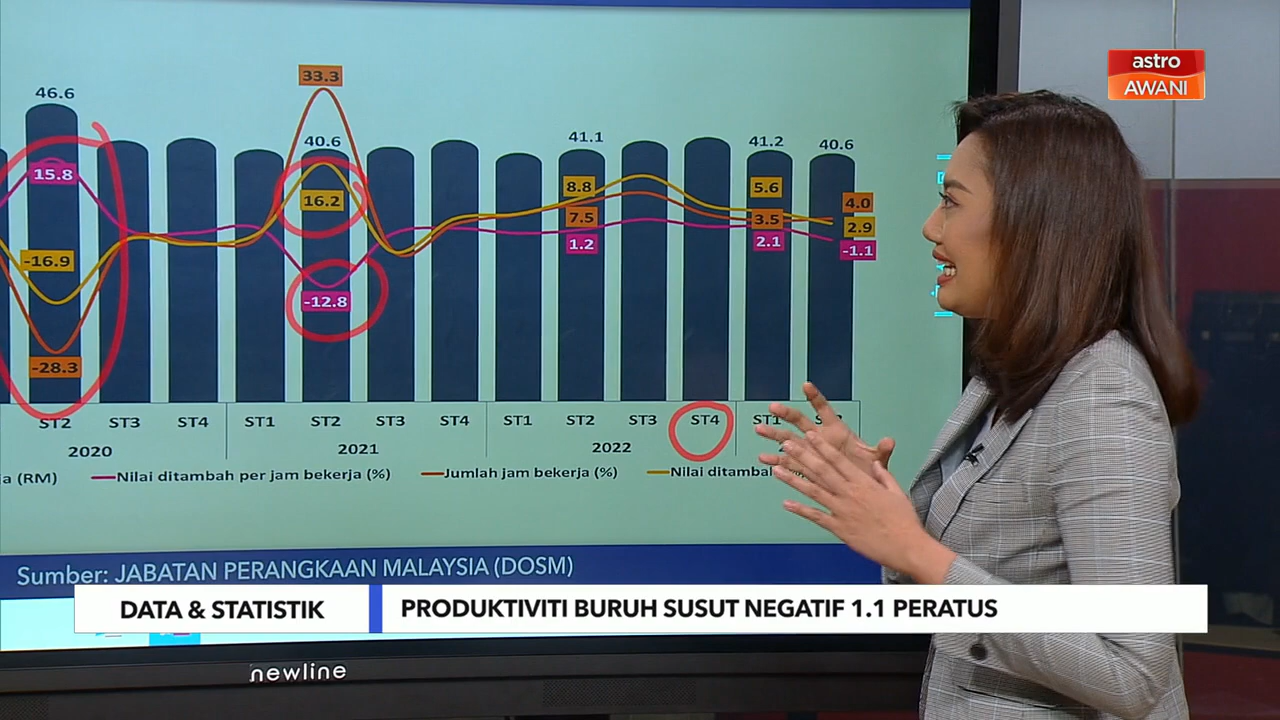 astro
AWANI
33.3
46.6
40.6
41.1
41.2
40.6
15.8
16.2
8.8
5.6
4.0
7.5
3.5
2.9
1.2
2.1
-1.1
-16.9
-12.8
-28.3
ST2 ST3 ST4 ST1 ST2 ST3 ST4 ST1 ST2 ST3 ST4 ST1
2020 2021 2022
(RM) Nilai ditambah per jam bekerja (%) Jumlah jam bekerja (%) Nilai
Sumber: JABATAN PERANGKAAN MALAYSIA (DOSM)
DATA & STATISTIK PRODUKTIVITI BURUH SUSUT NEGATIF 1.1 PERATUS
newline